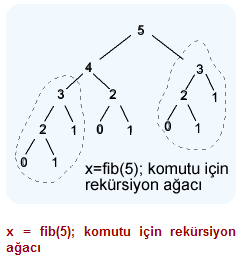 5
4 3
3 2 2 1
2 1 0 1 0 1
0 1
x=fib(5); komutu için
rekürsiyon ağacı
x = fib(5); komutu için rekürsiyon
ağacı